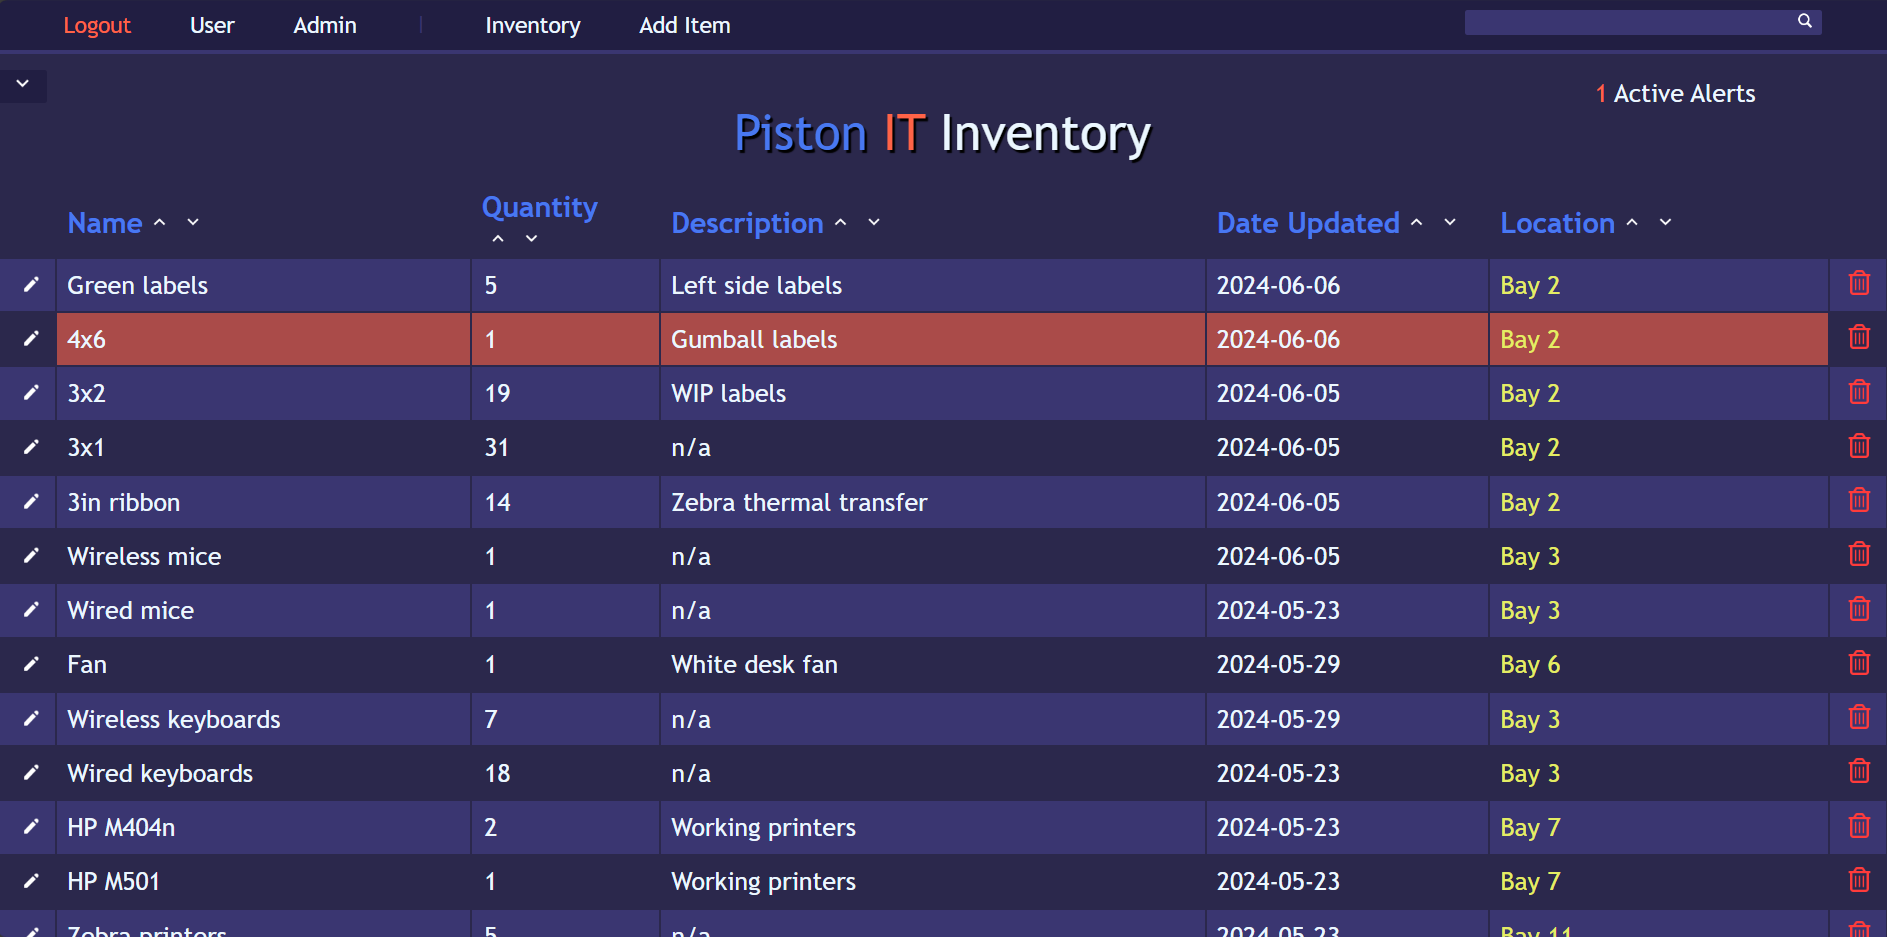 Logout User Admin | Inventory Add Item
1 Active Alerts
Piston IT Inventory
Name Quantity Description Date Updated Location
Green labels 5 Left side labels 2024-06-06 Bay 2
4x6 1 Gumball labels 2024-06-06 Bay 2
3x2 19 WIP labels 2024-06-05 Bay 2
3x1 31 n/a 2024-06-05 Bay 2
3in ribbon 14 Zebra thermal transfer 2024-06-05 Bay 2
Wireless mice 1 n/a 2024-06-05 Bay 3
Wired mice 1 n/a 2024-05-23 Bay 3
Fan 1 White desk fan 2024-05-29 Bay 6
Wireless keyboards 7 n/a 2024-05-29 Bay 3
Wired keyboards 18 n/a 2024-05-23 Bay 3
HP M404n 2 Working printers 2024-05-23 Bay 7
HP M501 1 Working printers 2024-05-23 Bay 7
Zebra printers 5 n/a 2024-05-23 Bay 11